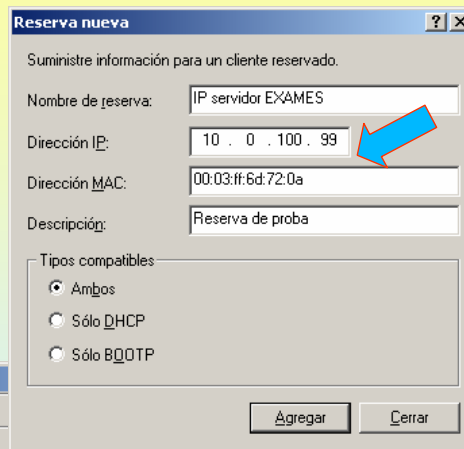 Reserva nueva
Suministre información para un cliente reservado.
Nombre de reserva: IP servidor EXAMES
Dirección IP: 10 . 0 . 100 . 99
Dirección MAC: 00:03:ff:6d:72:0a
Descripción: Reserva de proba
Tipos compatibles
Ambos
Sólo DHCP
Sólo BOOTP
Agregar Cerrar